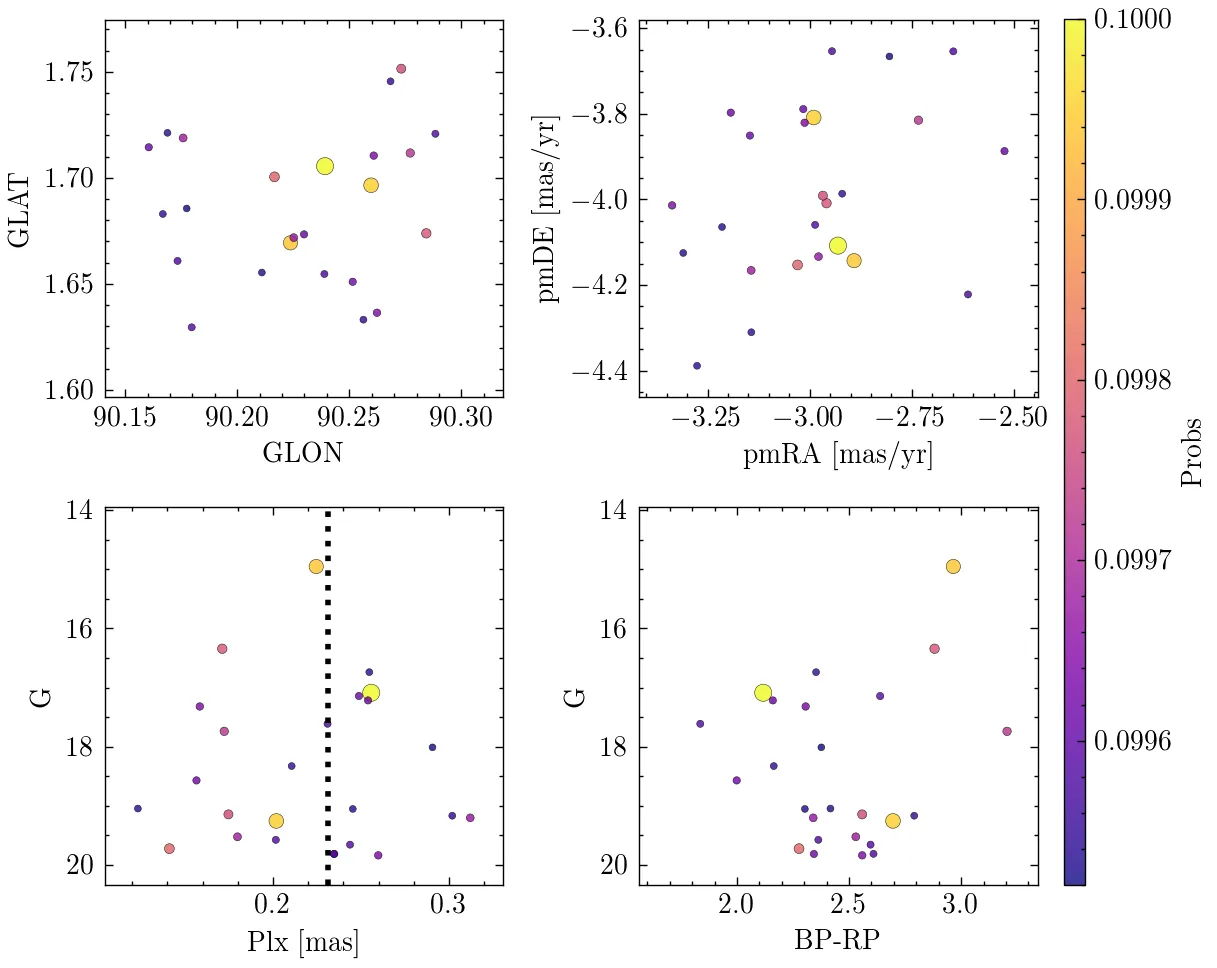 1.75
1.70
1.65
1.60
GLAT
90.15 90.20 90.25 90.30
GLON
−3.6
−3.8
−4.0
−4.2
−4.4
pmDE [mas/yr]
−3.25 −3.00 −2.75 −2.50
pmRA [mas/yr]
14
16
18
20
G
0.2 0.3
Plx [mas]
14
16
18
20
G
2.0 2.5 3.0
BP-RP
0.1000
0.0999
0.0998
0.0997
0.0996
Probs